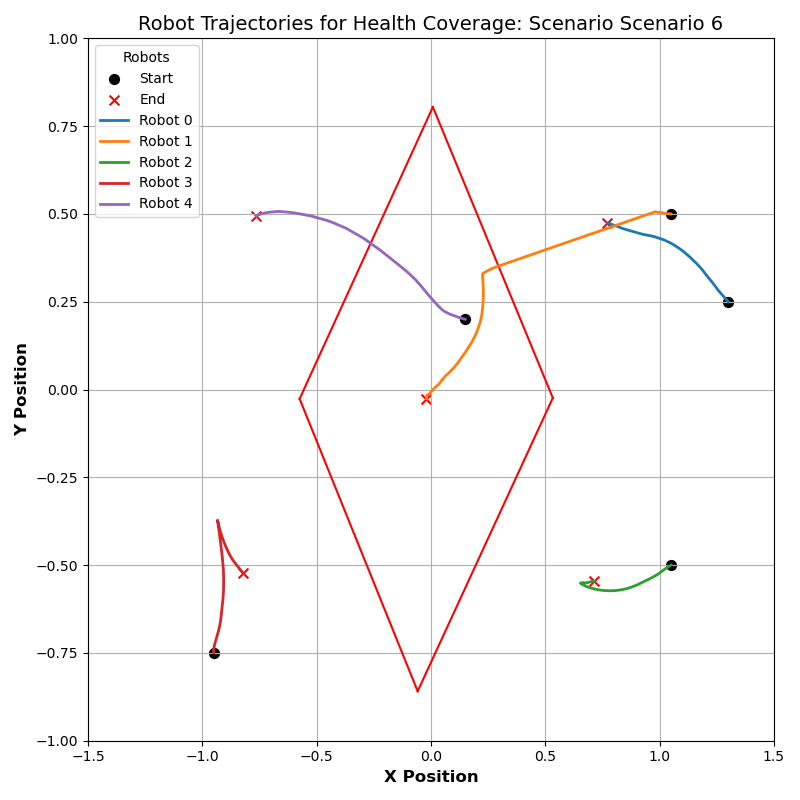 Robot Trajectories for Health Coverage: Scenario Scenario 6
Robots
Start
End
Robot 0
Robot 1
Robot 2
Robot 3
Robot 4
1.00
0.75
0.50
0.25
0.00
−0.25
−0.50
−0.75
−1.00
Y Position
−1.5
−1.0
−0.5
0.0
0.5
1.0
1.5
X Position